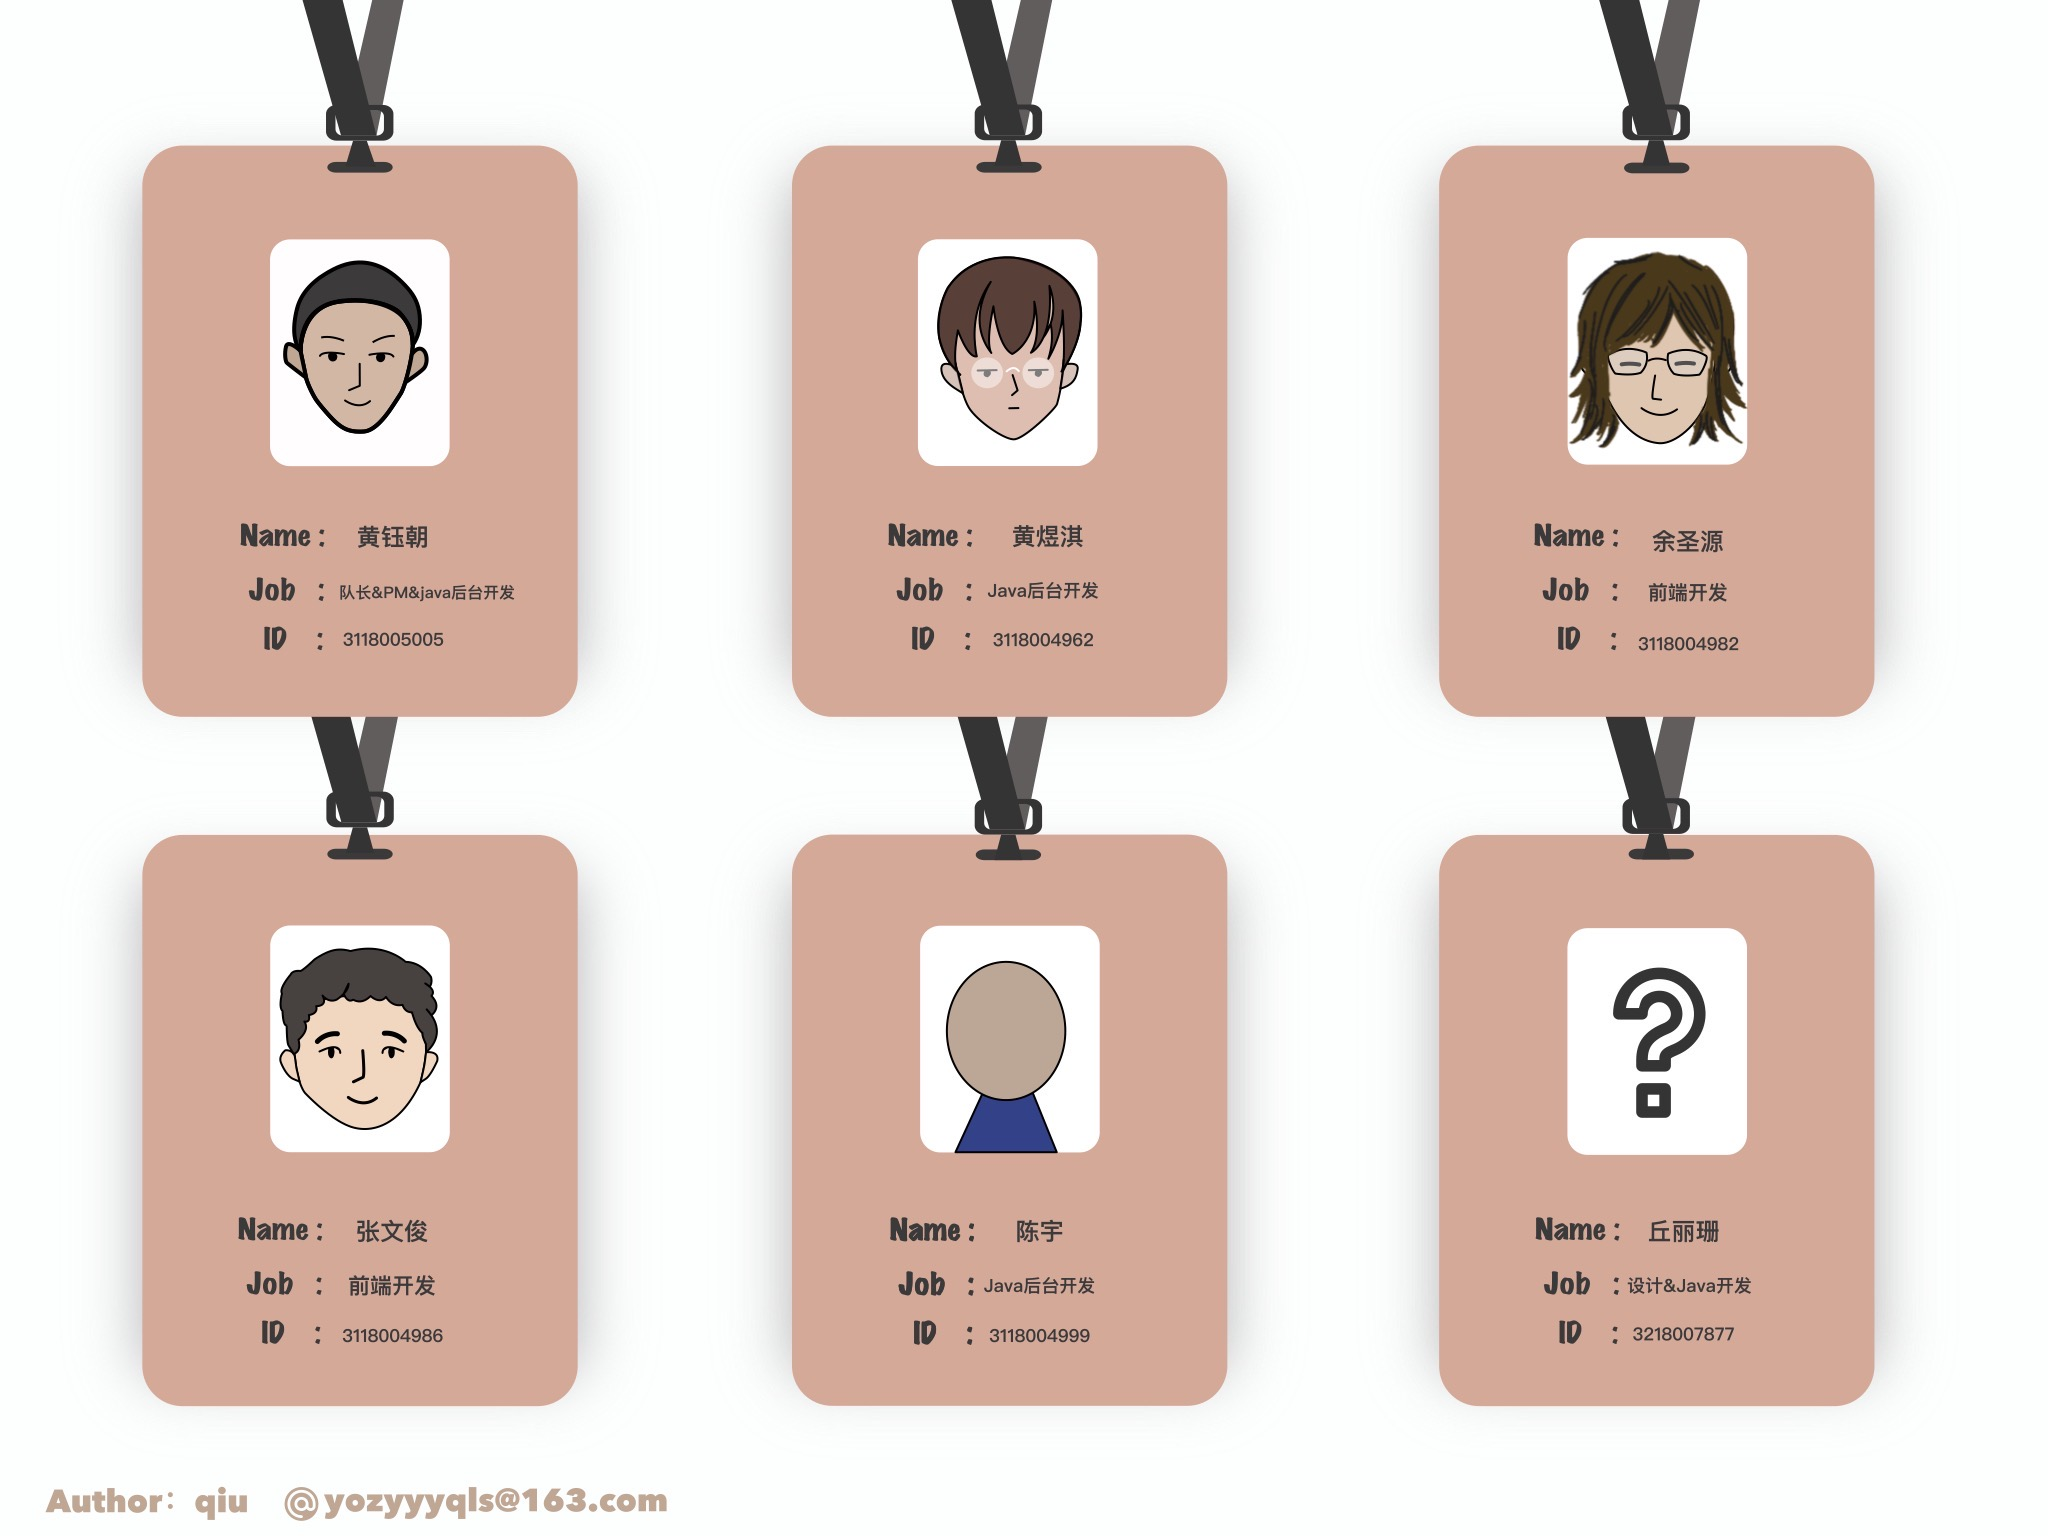 Name： 黄钰朝
Job ： 队长&PM&java后台开发
ID ： 3118005005
Name： 黄煜淇
Job ： Java后台开发
ID ： 3118004962
Name： 余圣源
Job ： 前端开发
ID ： 3118004982
Name： 张文俊
Job ： 前端开发
ID ： 3118004986
Name： 陈宇
Job ： Java后台开发
ID ： 3118004999
Name： 丘丽珊
Job ： 设计&Java开发
ID ： 3218007877
Author： qiu @yozyyyqls@163.com